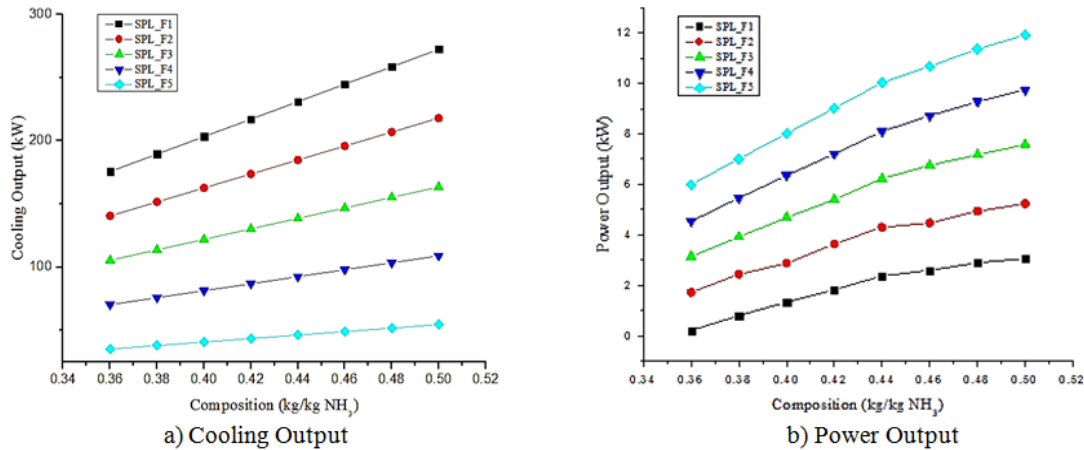 SPL_F1
SPL_F2
SPL_F3
SPL_F4
SPL_F5
300
200
100
Cooling Output (kW)
0.34 0.36 0.38 0.40 0.42 0.44 0.46 0.48 0.50 0.52
Composition (kg/kg NH3)
a) Cooling Output
SPL_F1
SPL_F2
SPL_F3
SPL_F4
SPL_F5
12
10
8
6
4
2
0
Power Output (kW)
0.34 0.36 0.38 0.40 0.42 0.44 0.46 0.48 0.50 0.52
Composition (kg/kg NH3)
b) Power Output